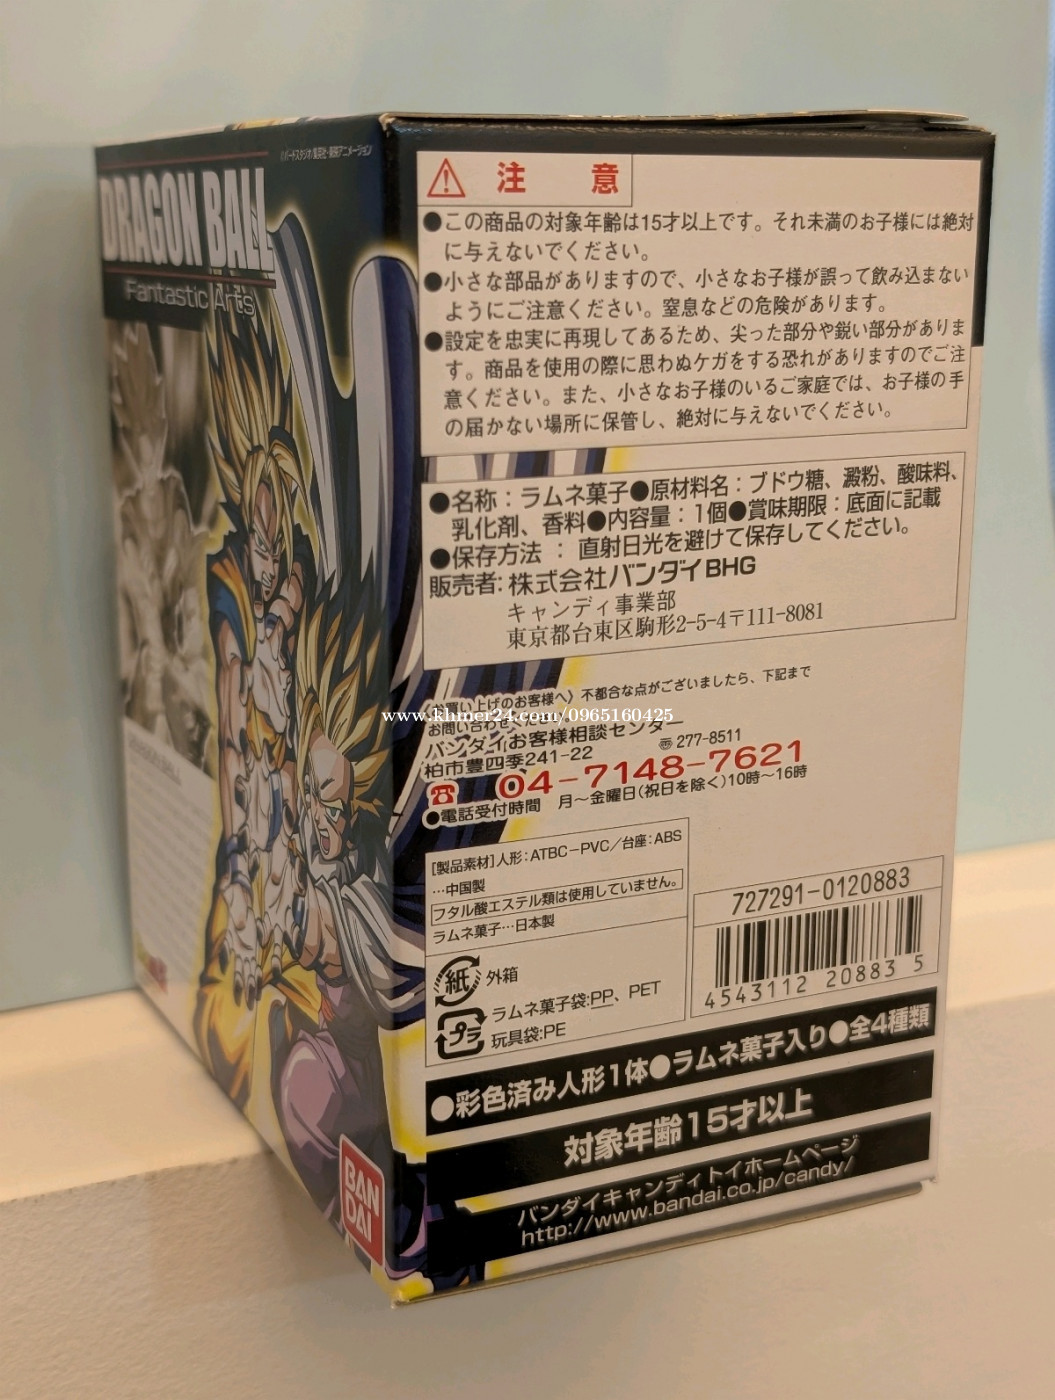 DRAGON BALL
Fantastic Arts
注 意
●この商品の対象年齢は15才以上です。それ未満のお子様には絶対
に与えないでください。
●小さな部品がありますので、小さなお子様が誤って飲み込まない
ようにご注意ください。窒息などの危険があります。
●設定を忠実に再現してあるため、尖った部分や鋭い部分がありま
す。商品を使用の際に思わぬケガをする恐れがありますのでご注
意ください。また、小さなお子様のいるご家庭では、お子様の手
の届かない場所に保管し、絶対に与えないでください。
●名称：ラムネ菓子●原材料名：ブドウ糖、澱粉、酸味料、
乳化剤、香料●内容量：1個●賞味期限：底面に記載
●保存方法：直射日光を避けて保存してください。
販売者：株式会社バンダイBHG
キャンディ事業部
東京都台東区駒形2-5-4〒111-8081
〈お買い上げのお客様へ〉不都合な点がございましたら、下記まで
www.khmer24.com/0965160425
バンダイお客様相談センター
柏市豊四季241-22 〒277-8511
☎ 04-7148-7621
●電話受付時間 月〜金曜日(祝日を除く)10時〜16時
[製品素材]人形：ATBC-PVC／台座：ABS
…中国製
フタル酸エステル類は使用していません。
ラムネ菓子…日本製
紙 外箱
プラ ラムネ菓子袋:PP、PET
玩具袋:PE
727291-0120883
4543112 20883 5
●彩色済み人形1体●ラムネ菓子入り●全4種類
対象年齢15才以上
バンダイキャンディトイホームページ
http://www.bandai.co.jp/candy/
BAN
DAI